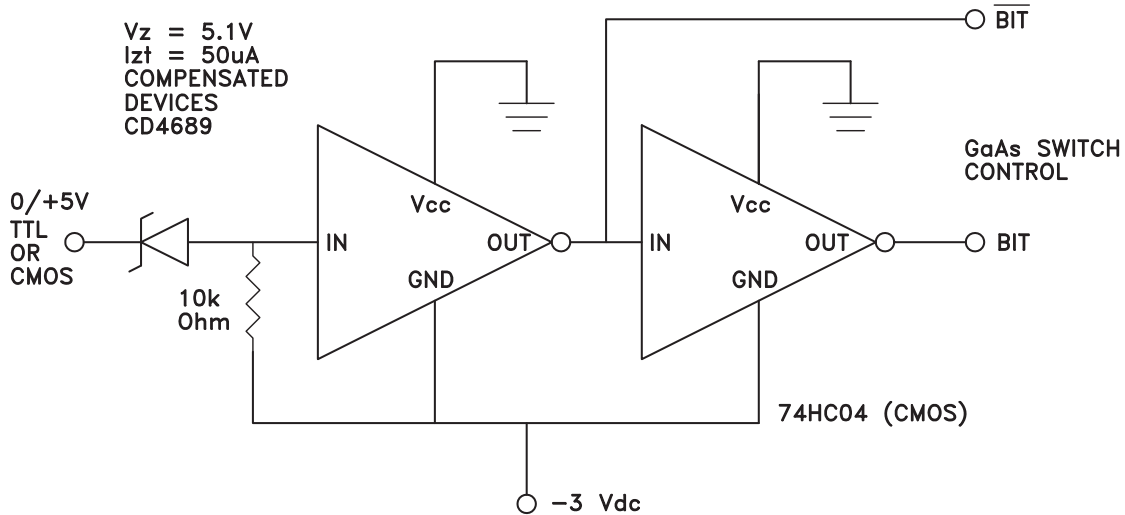 Vz = 5.1V
Izt = 50uA
COMPENSATED
DEVICES
CD4689
BIT
GaAs SWITCH
CONTROL
0/+5V
TTL
OR
CMOS
10k
Ohm
Vcc
IN
OUT
GND
Vcc
IN
OUT
GND
BIT
74HC04 (CMOS)
-3 Vdc